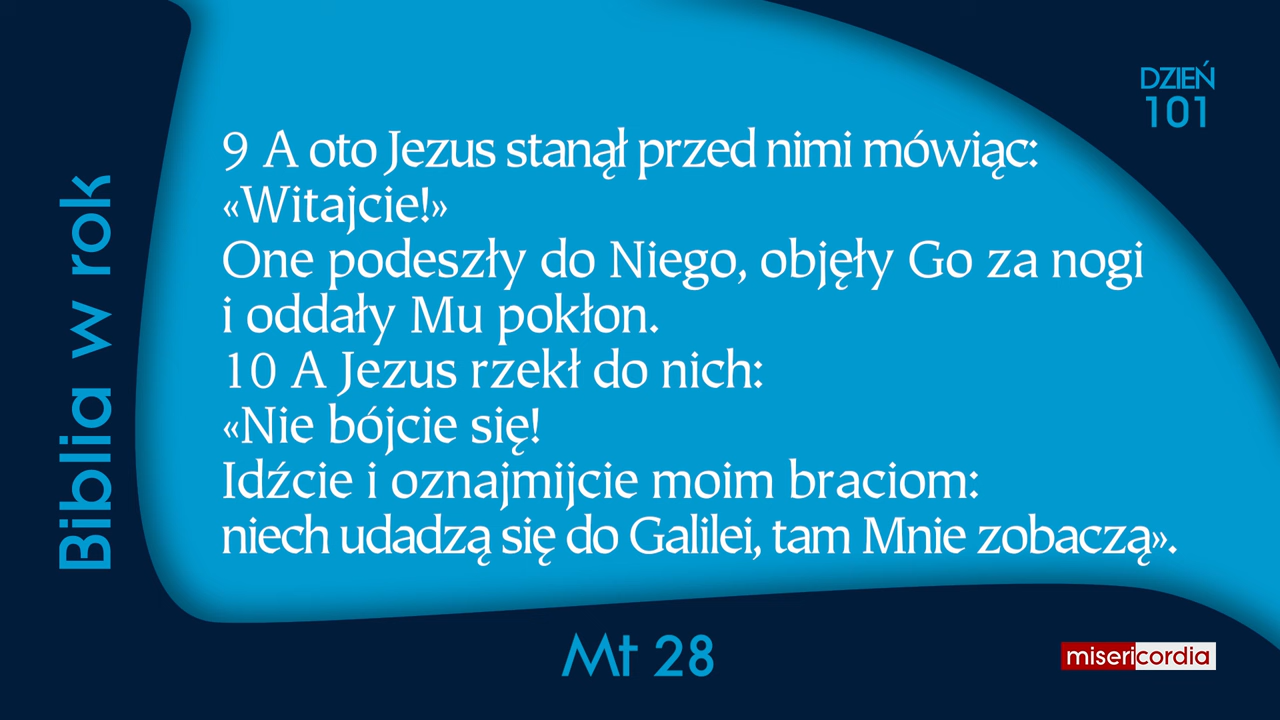 DZIEŃ
101
9 A oto Jezus stanął przed nimi mówiąc:
«Witajcie!»
One podeszły do Niego, objęły Go za nogi
i oddały Mu pokłon.
10 A Jezus rzekł do nich:
«Nie bójcie się!
Idźcie i oznajmijcie moim braciom:
niech udadzą się do Galilei, tam Mnie zobaczą».
Biblia w rok
Mt 28
misericordia